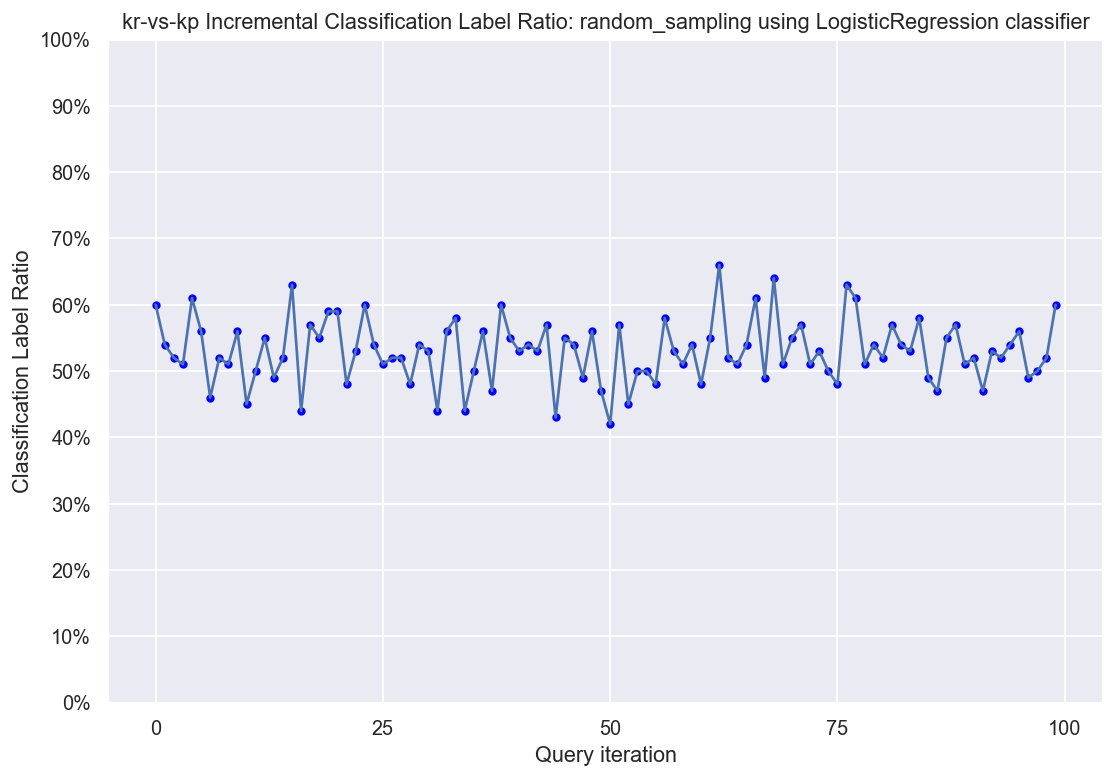 kr-vs-kp Incremental Classification Label Ratio: random_sampling using LogisticRegression classifier
100%
90%
80%
70%
60%
50%
40%
30%
20%
10%
0%
Classification Label Ratio
0 25 50 75 100
Query iteration